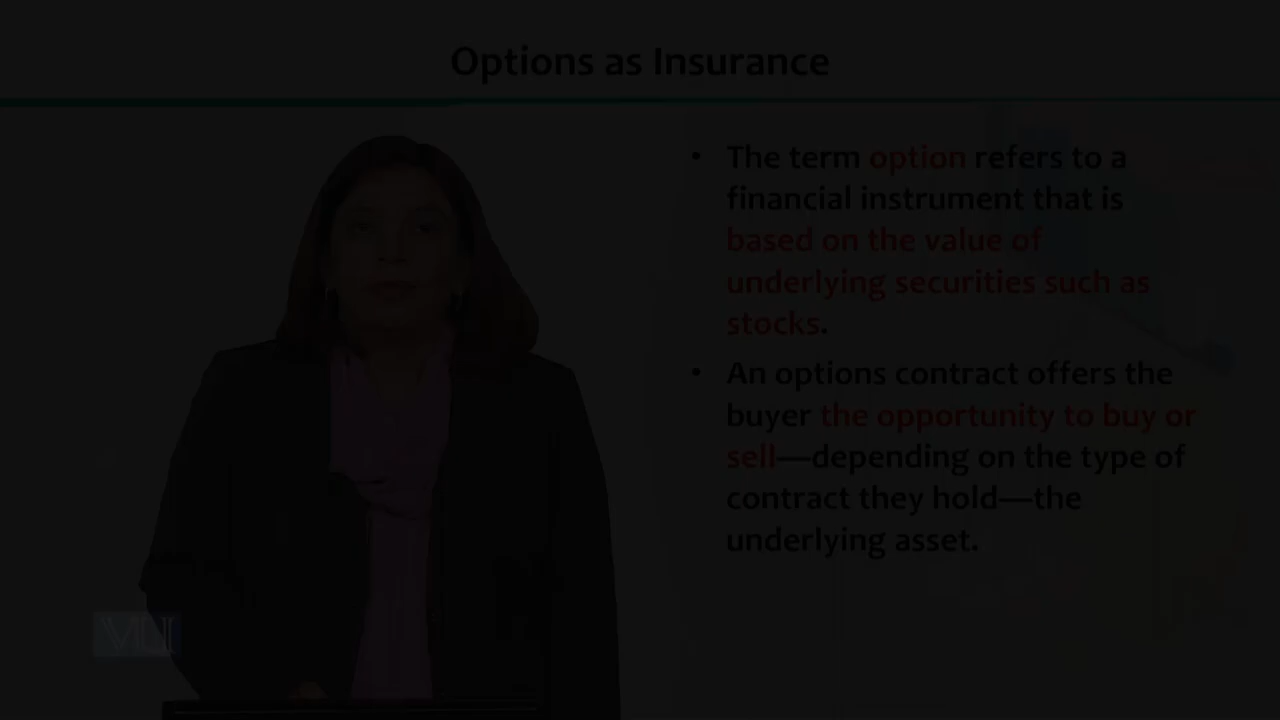 Options as Insurance
• The term option refers to a
financial instrument that is
based on the value of
underlying securities such as
stocks.
• An options contract offers the
buyer the opportunity to buy or
sell—depending on the type of
contract they hold—the
underlying asset.
VU